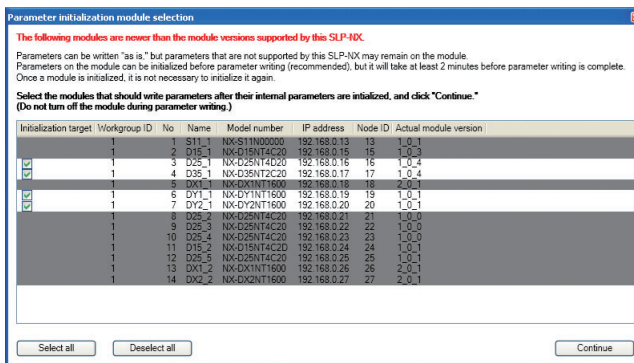 Parameter initialization module selection
The following modules are newer than the module versions supported by this SLP-NX.
Parameters can be written "as is," but parameters that are not supported by this SLP-NX may remain on the module.
Parameters on the module can be initialized before parameter writing (recommended), but it will take at least 2 minutes before parameter writing is complete.
Once a module is initialized, it is not necessary to initialize it again.
Select the modules that should write parameters after their internal parameters are intialized, and click "Continue."
(Do not turn off the module during parameter writing.)
Initialization target Workgroup ID No Name Model number IP address Node ID Actual module version
1 1 S11_1 NX-S11N00000 192.168.0.13 13 1_0_1
1 2 D15_1 NX-D15NT4C20 192.168.0.15 15 1_0_3
1 3 D25_1 NX-D25NT4D20 192.168.0.16 16 1_0_4
1 4 D35_1 NX-D35NT2C20 192.168.0.17 17 1_0_4
1 5 DX1_1 NX-DX1NT1600 192.168.0.18 18 2_0_1
1 6 DY1_1 NX-DY1NT1600 192.168.0.19 19 1_0_1
1 7 DY2_1 NX-DY2NT1600 192.168.0.20 20 1_0_1
1 8 D25_2 NX-D25NT4C20 192.168.0.21 21 1_0_0
1 9 D25_3 NX-D25NT4C20 192.168.0.22 22 1_0_0
1 10 D25_4 NX-D25NT4C20 192.168.0.23 23 1_0_0
1 11 D15_2 NX-D15NT4C2D 192.168.0.24 24 1_0_1
1 12 D25_5 NX-D25NT4C20 192.168.0.25 25 1_0_1
1 13 DX1_2 NX-DX1NT1600 192.168.0.26 26 2_0_1
1 14 DX2_2 NX-DX2NT1600 192.168.0.27 27 2_0_1
Select all Deselect all Continue